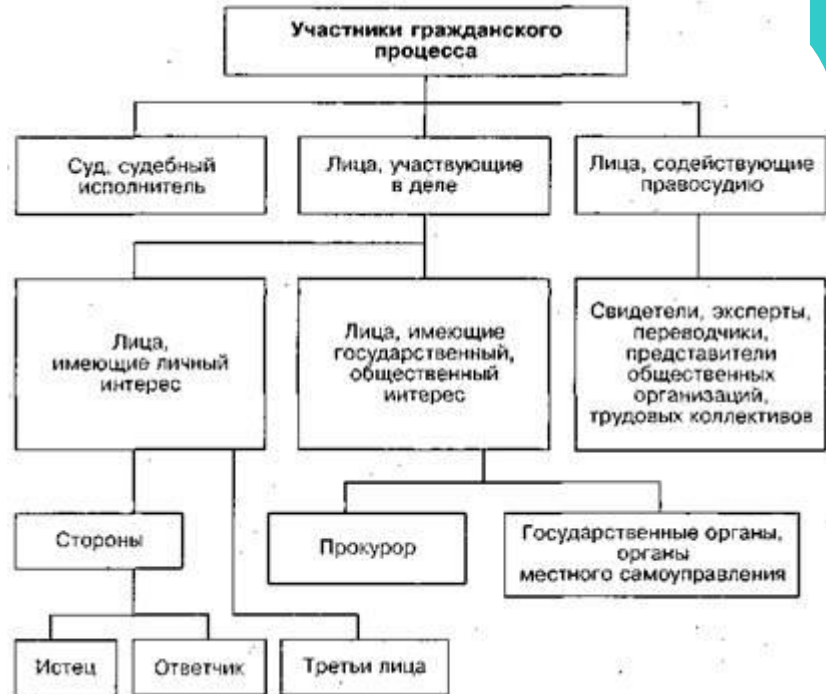 Участники гражданского
процесса
Суд, судебный
исполнитель
Лица, участвующие
в деле
Лица, содействующие
правосудию
Лица,
имеющие личный
интерес
Лица, имеющие
государственный,
общественный
интерес
Свидетели, эксперты,
переводчики,
представители
общественных
организаций,
трудовых коллективов
Стороны
Прокурор
Государственные органы,
органы
местного самоуправления
Истец
Ответчик
Третьи лица